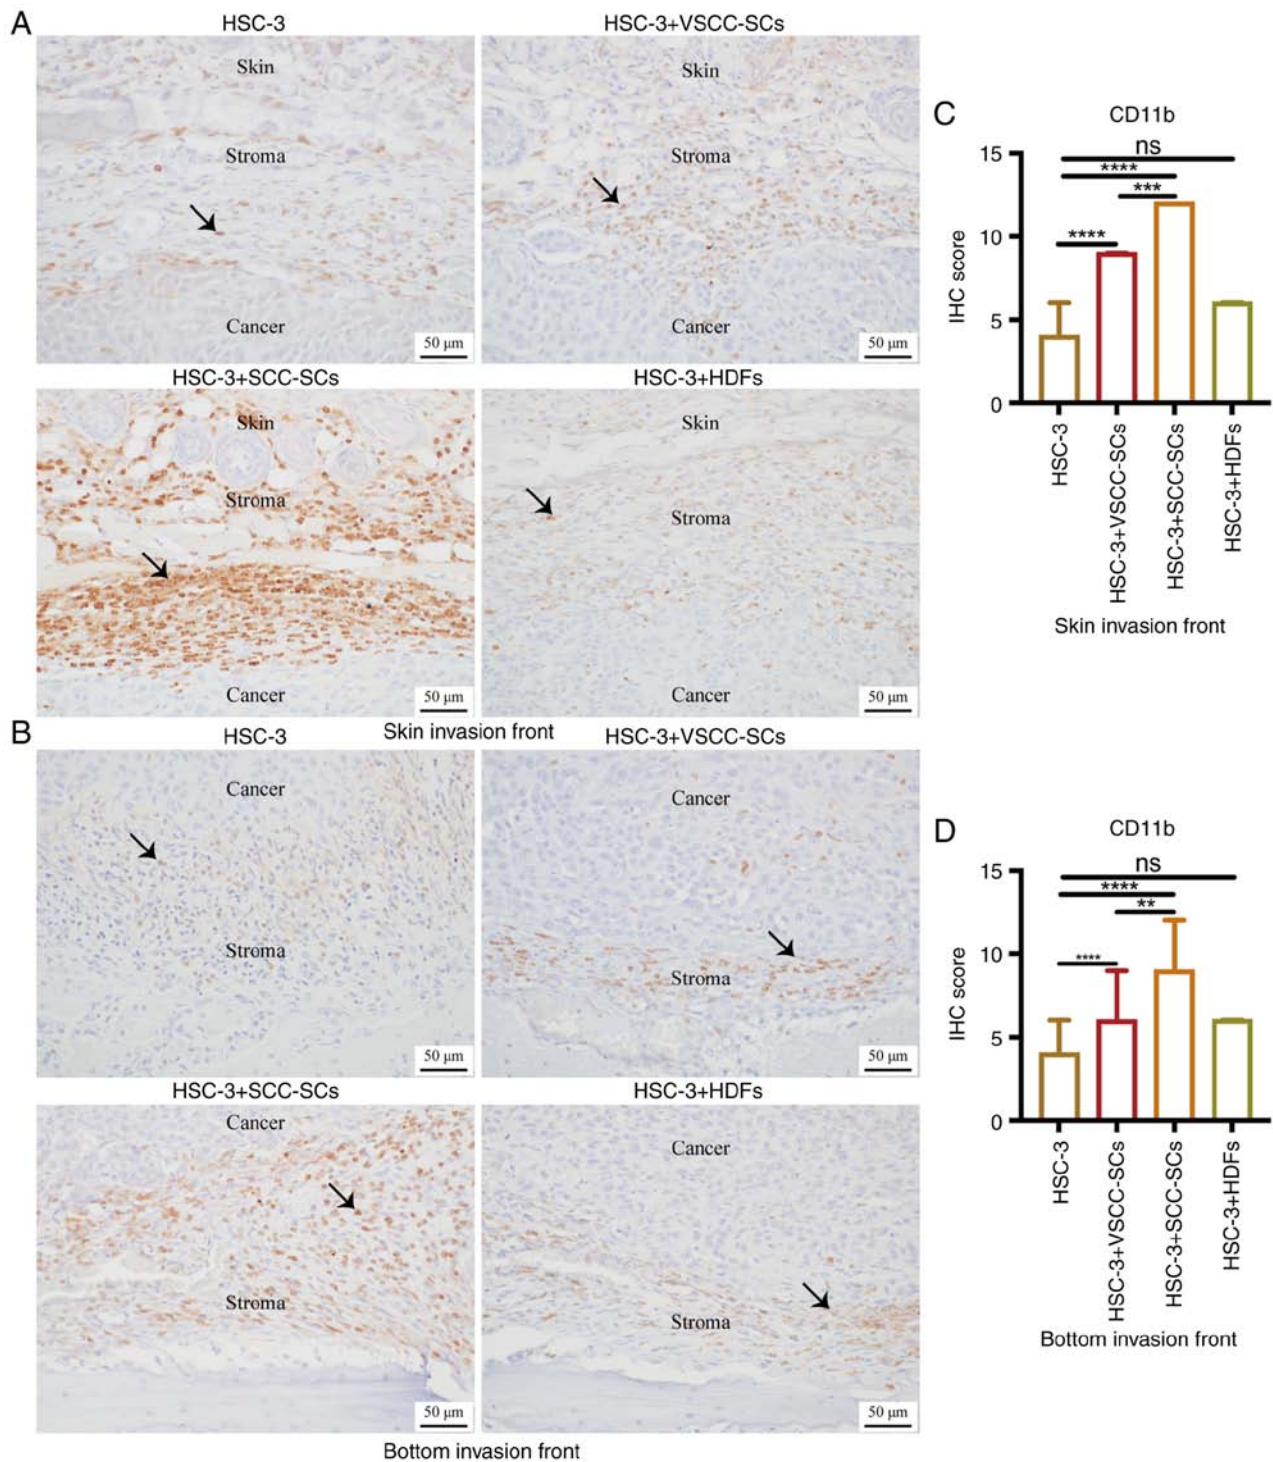 A
HSC-3
HSC-3+VSCC-SCs
Skin
Stroma
Cancer
50 μm
Skin
Stroma
Cancer
50 μm
HSC-3+SCC-SCs
HSC-3+HDFs
Skin
Stroma
Cancer
50 μm
Skin
Stroma
Cancer
50 μm
Skin invasion front
B
HSC-3
HSC-3+VSCC-SCs
Cancer
Stroma
50 μm
Cancer
Stroma
50 μm
HSC-3+SCC-SCs
HSC-3+HDFs
Cancer
Stroma
50 μm
Cancer
Stroma
50 μm
Bottom invasion front
C
CD11b
IHC score
15
10
5
0
ns
****
***
****
HSC-3
HSC-3+VSCC-SCs
HSC-3+SCC-SCs
HSC-3+HDFs
Skin invasion front
D
CD11b
IHC score
15
10
5
0
ns
****
**
****
HSC-3
HSC-3+VSCC-SCs
HSC-3+SCC-SCs
HSC-3+HDFs
Bottom invasion front